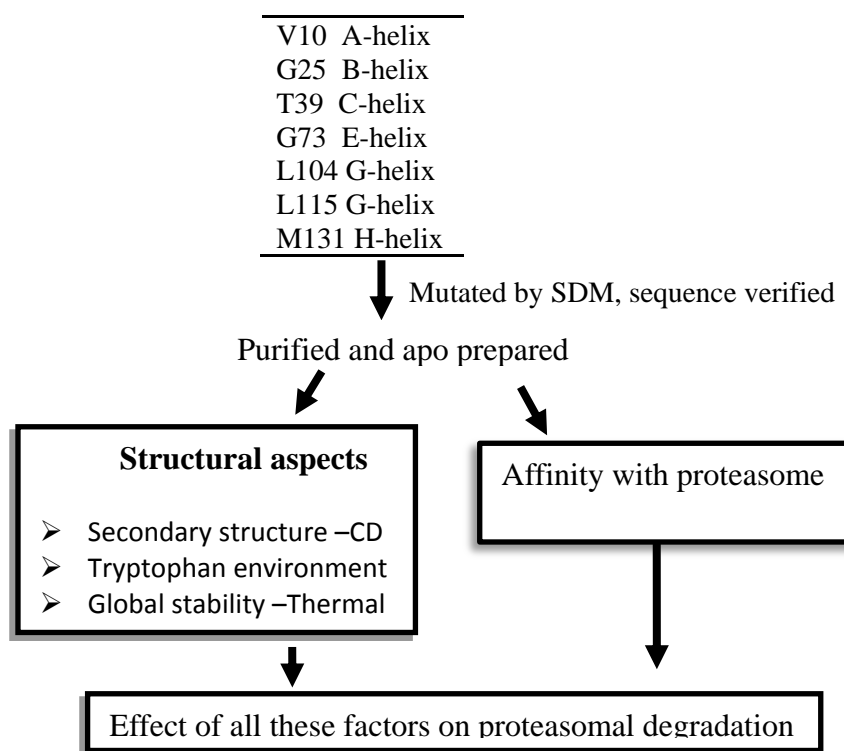 V10 A-helix
G25 B-helix
T39 C-helix
G73 E-helix
L104 G-helix
L115 G-helix
M131 H-helix
Mutated by SDM, sequence verified
Purified and apo prepared
Structural aspects
➢ Secondary structure –CD
➢ Tryptophan environment
➢ Global stability –Thermal
Affinity with proteasome
Effect of all these factors on proteasomal degradation